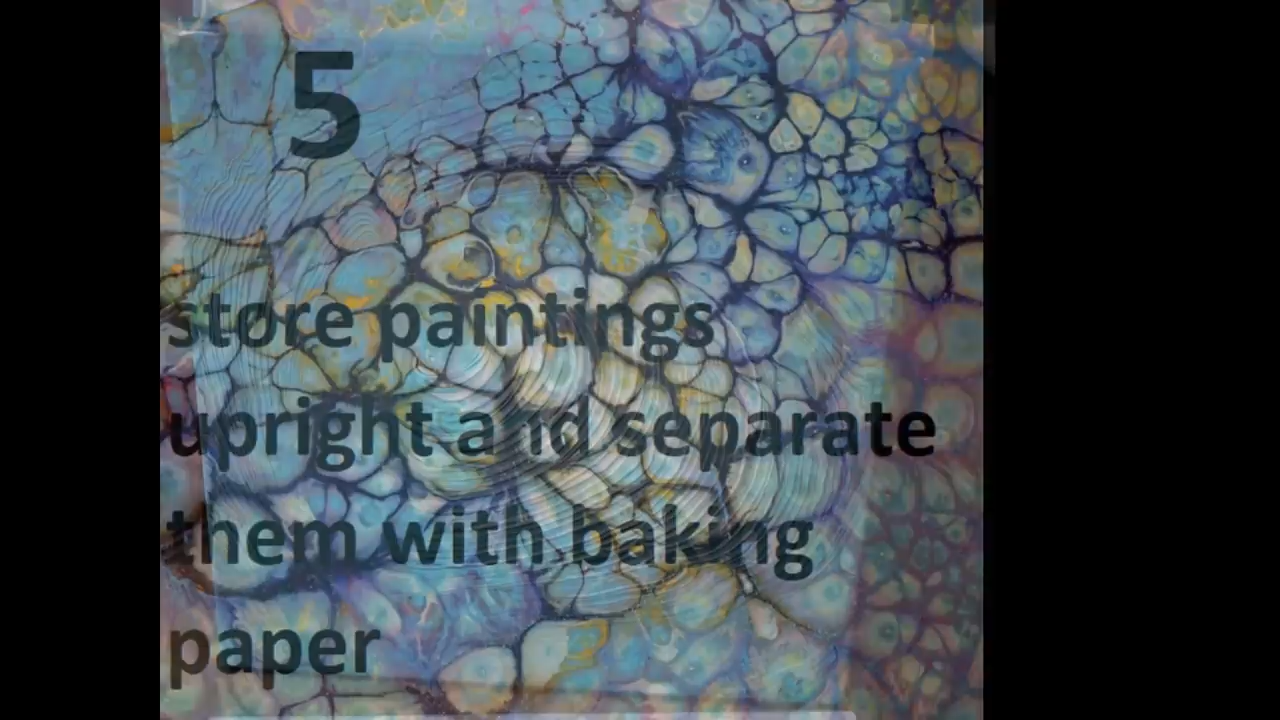 5
store paintings
upright and separate
them with baking
paper